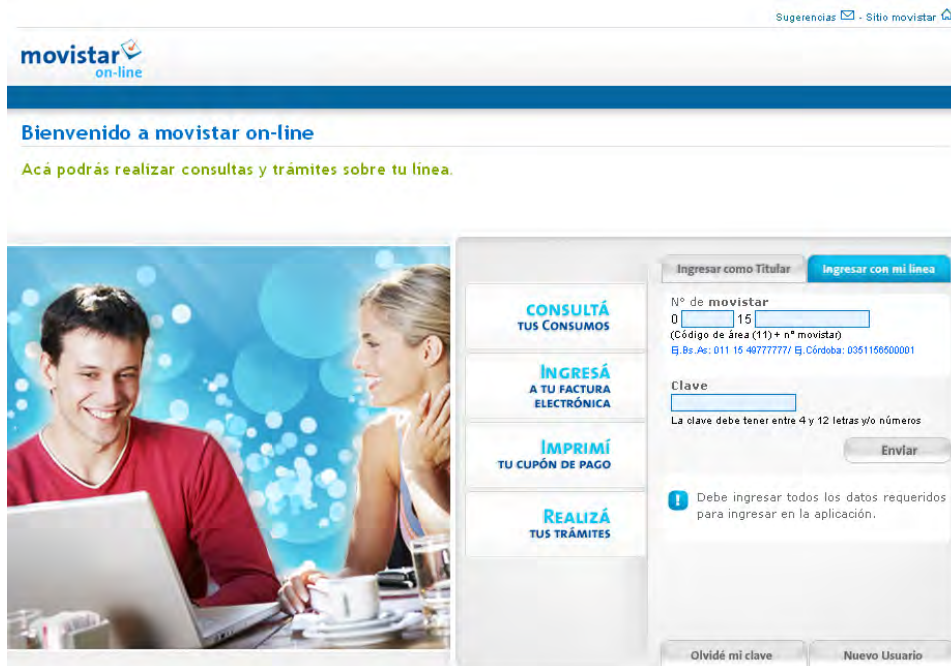 Sugerencias - Sitio movistar
movistar
on-line
Bienvenido a movistar on-line
Acá podrás realizar consultas y trámites sobre tu línea.
Ingresar como Titular
Ingresar con mi línea
CONSULTÁ
TUS CONSUMOS
INGRESÁ
A TU FACTURA
ELECTRÓNICA
IMPRIMÍ
TU CUPÓN DE PAGO
REALIZÁ
TUS TRÁMITES
Nº de movistar
0 15
(Código de área (11) + nº movistar)
Ej.Bs.As: 011 15 49777777/ Ej.Córdoba: 0351156500001
Clave
La clave debe tener entre 4 y 12 letras y/o números
Enviar
! Debe ingresar todos los datos requeridos
para ingresar en la aplicación.
Olvidé mi clave
Nuevo Usuario